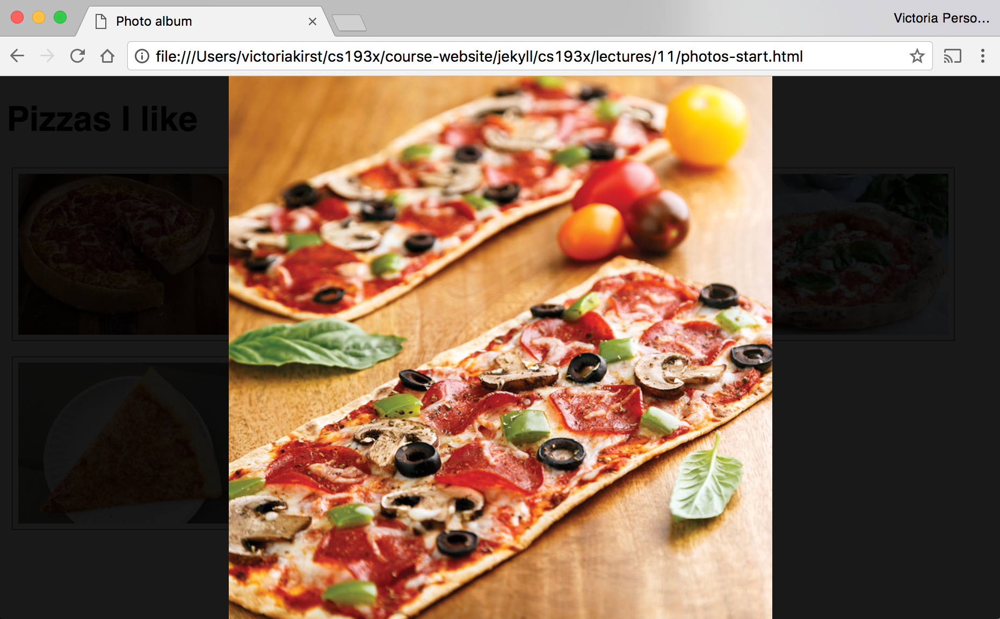 Photo album
Victoria Perso...
file:///Users/victoriakirst/cs193x/course-website/jekyll/cs193x/lectures/11/photos-start.html
Pizzas I like